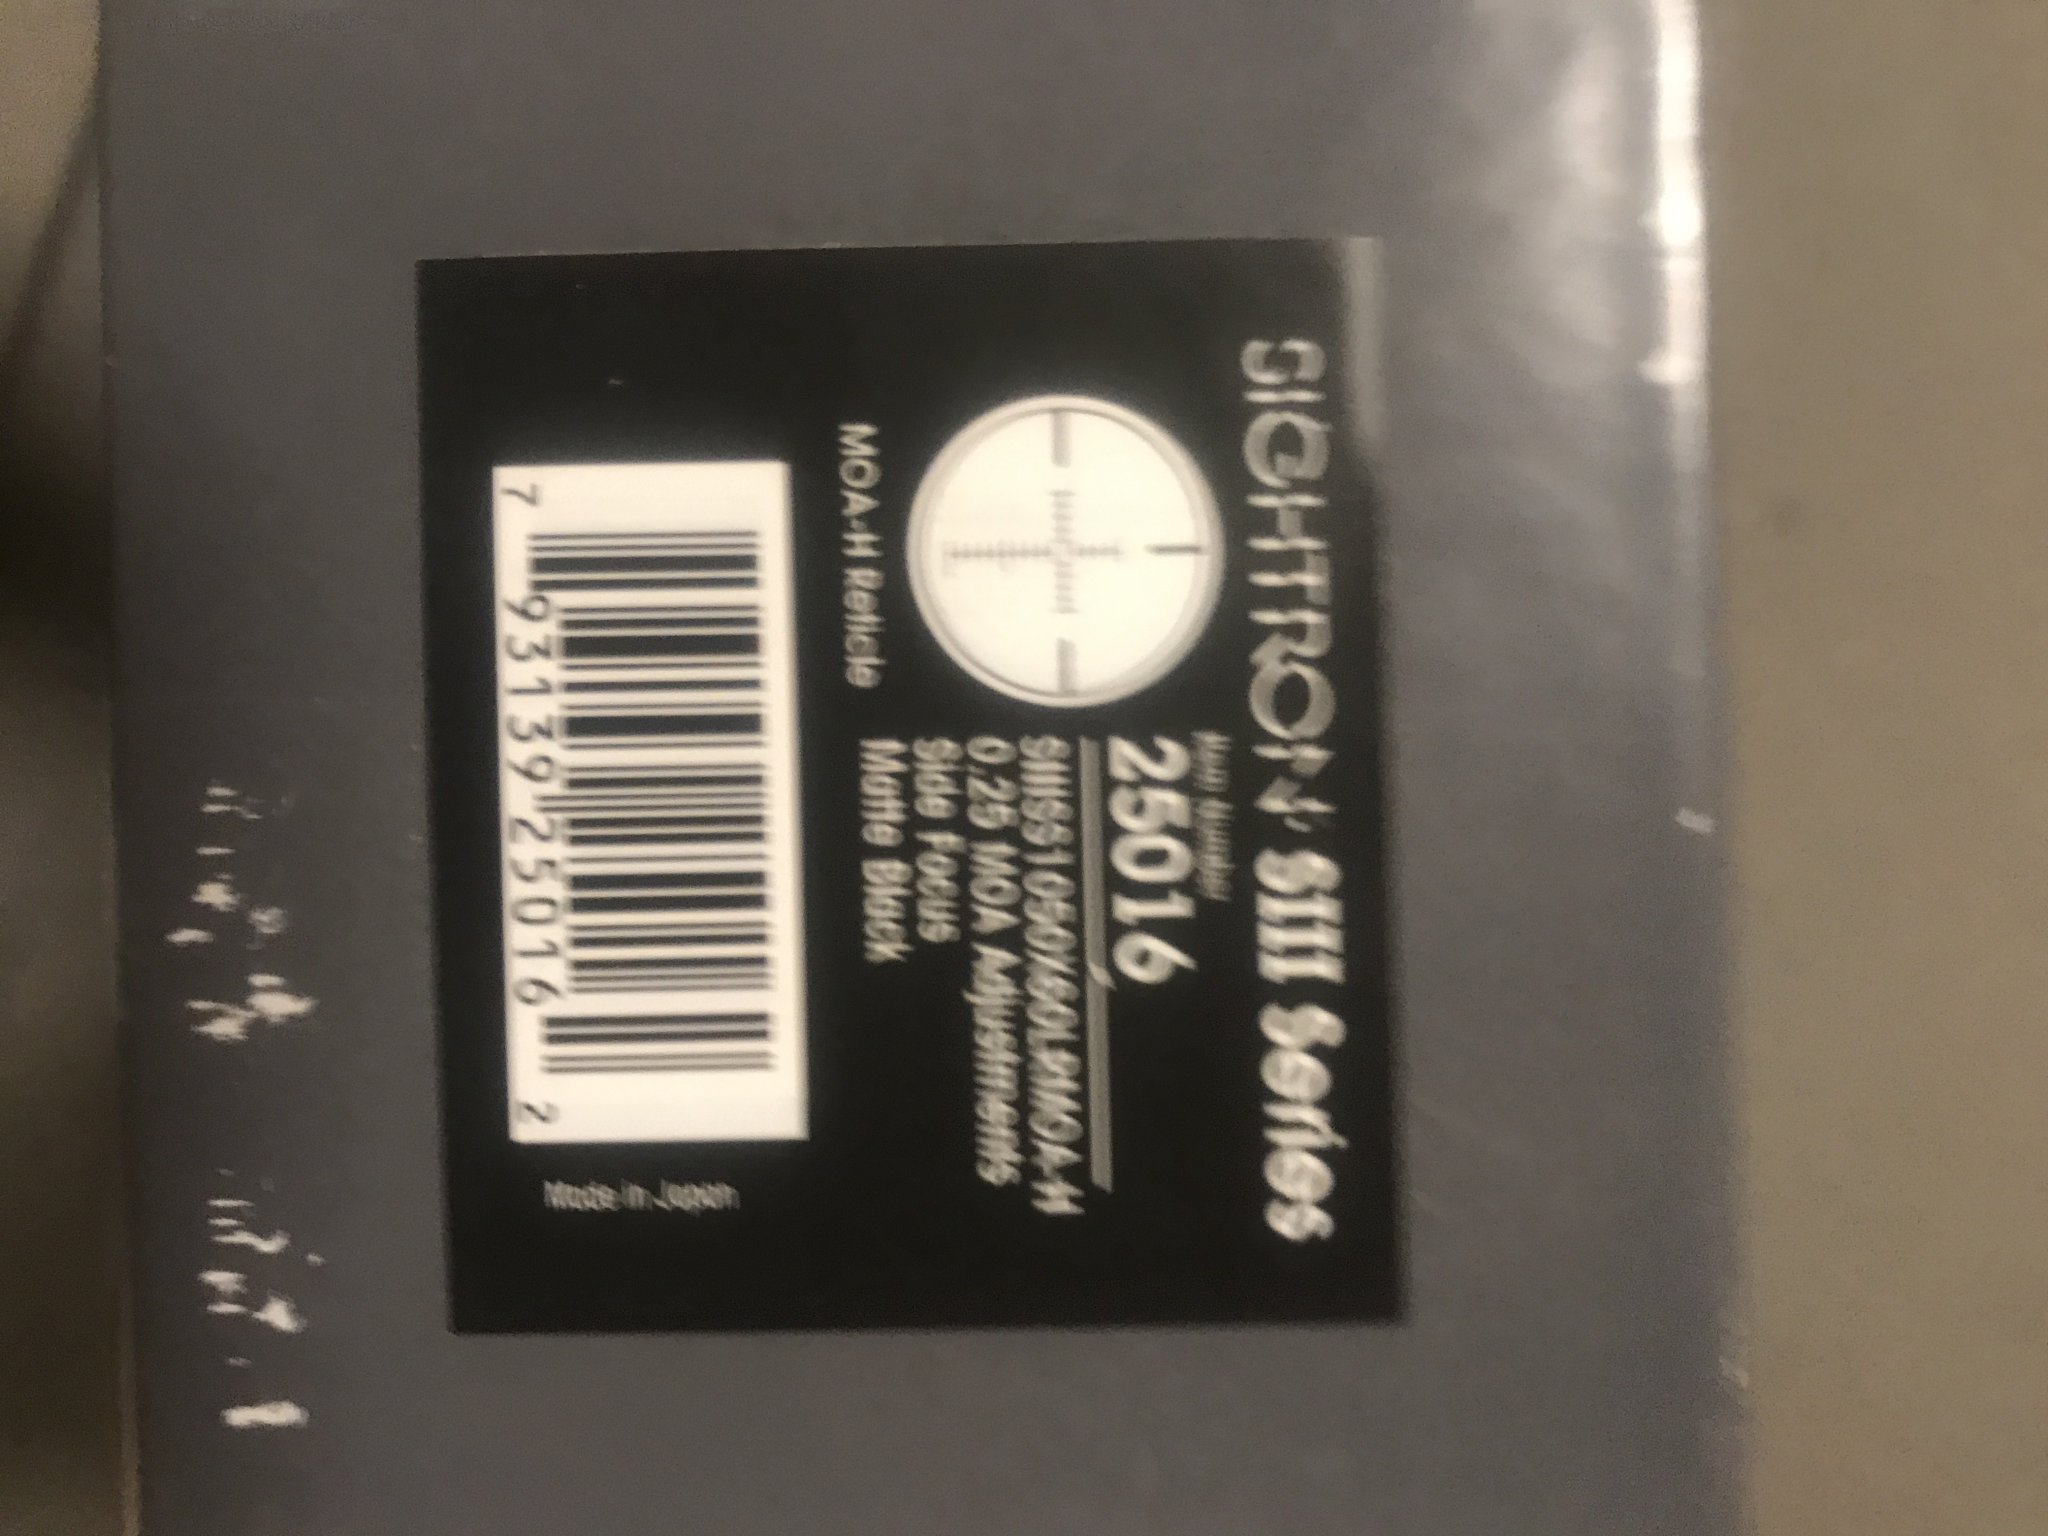 SIGHTRON SIII Series
Item Number
25016
SIIISS1050X60LRMOA-H
0.25 MOA Adjustments
Side Focus
Matte Black
MOA-H Reticle
7 93139 25016 2
Made in Japan